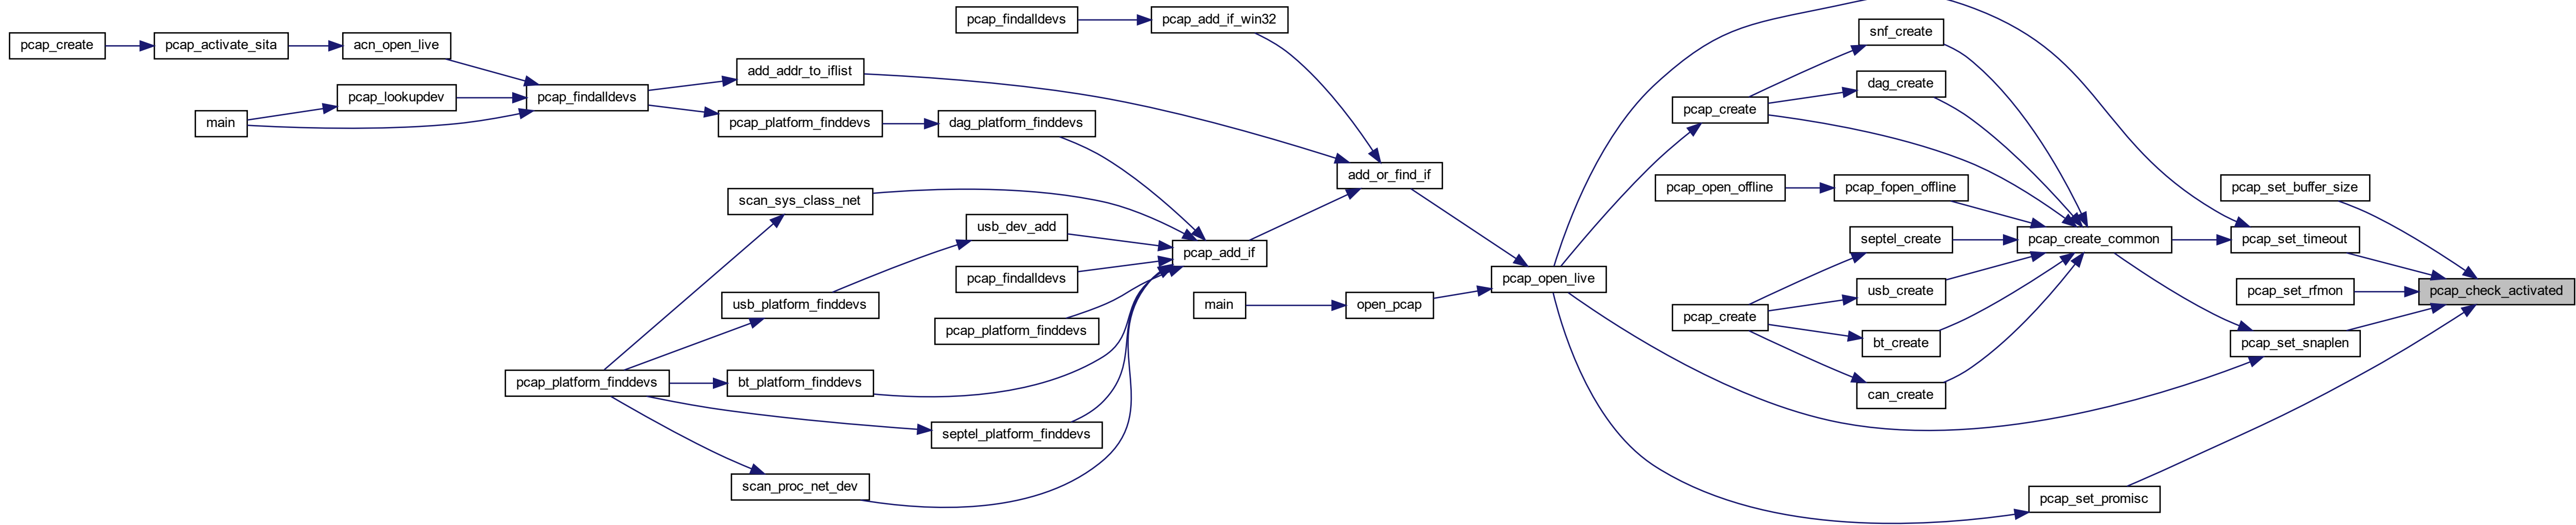 pcap_create
pcap_activate_sita
acn_open_live
pcap_lookupdev
main
pcap_findalldevs
add_addr_to_iflist
pcap_platform_finddevs
dag_platform_finddevs
pcap_findalldevs
pcap_add_if_win32
scan_sys_class_net
usb_dev_add
pcap_findalldevs
usb_platform_finddevs
pcap_platform_finddevs
pcap_platform_finddevs
bt_platform_finddevs
septel_platform_finddevs
scan_proc_net_dev
add_or_find_if
pcap_add_if
main
open_pcap
pcap_open_live
snf_create
dag_create
pcap_create
pcap_open_offline
pcap_fopen_offline
septel_create
usb_create
pcap_create
bt_create
can_create
pcap_create_common
pcap_set_buffer_size
pcap_set_timeout
pcap_set_rfmon
pcap_set_snaplen
pcap_set_promisc
pcap_check_activated